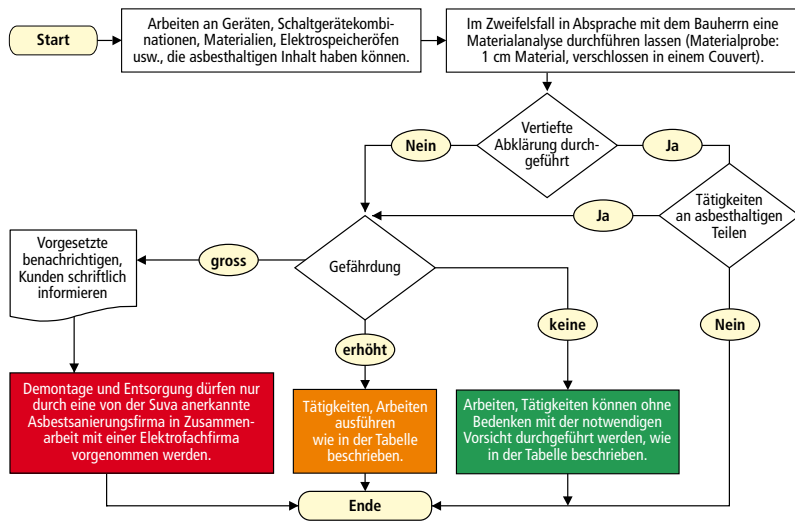 Start
Arbeiten an Geräten, Schaltgerätekombi-
nationen, Materialien, Elektrospeicheröfen
usw., die asbesthaltigen Inhalt haben können.
Im Zweifelsfall in Absprache mit dem Bauherrn eine
Materialanalyse durchführen lassen (Materialprobe:
1 cm Material, verschlossen in einem Couvert).
Vertiefte
Abklärung durch-
geführt
Nein
Ja
Tätigkeiten
an asbesthaltigen
Teilen
Ja
Nein
Gefährdung
gross
erhöht
keine
Vorgesetzte
benachrichtigen,
Kunden schriftlich
informieren
Demontage und Entsorgung dürfen nur
durch eine von der Suva anerkannte
Asbestsanierungsfirma in Zusammen-
arbeit mit einer Elektrofachfirma
vorgenommen werden.
Tätigkeiten, Arbeiten
ausführen
wie in der Tabelle
beschrieben.
Arbeiten, Tätigkeiten können ohne
Bedenken mit der notwendigen
Vorsicht durchgeführt werden, wie
in der Tabelle beschrieben.
Ende